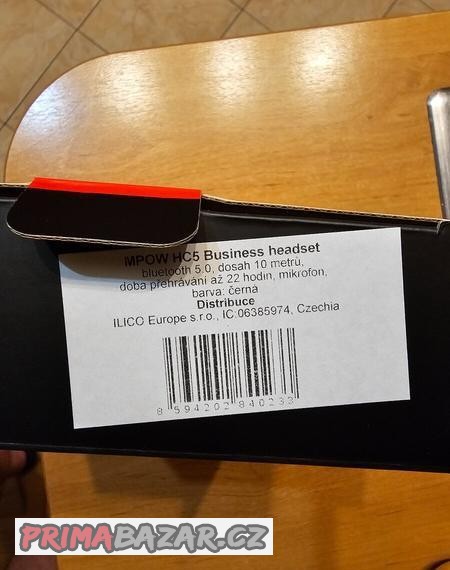 MPOW HC5 Business headset
bluetooth 5.0, dosah 10 metrů,
doba přehrávání až 22 hodin, mikrofon,
barva: černá
Distribuce
ILICO Europe s.r.o., IC:06385974, Czechia
8 594202 840233
PRIMABAZAR.CZ